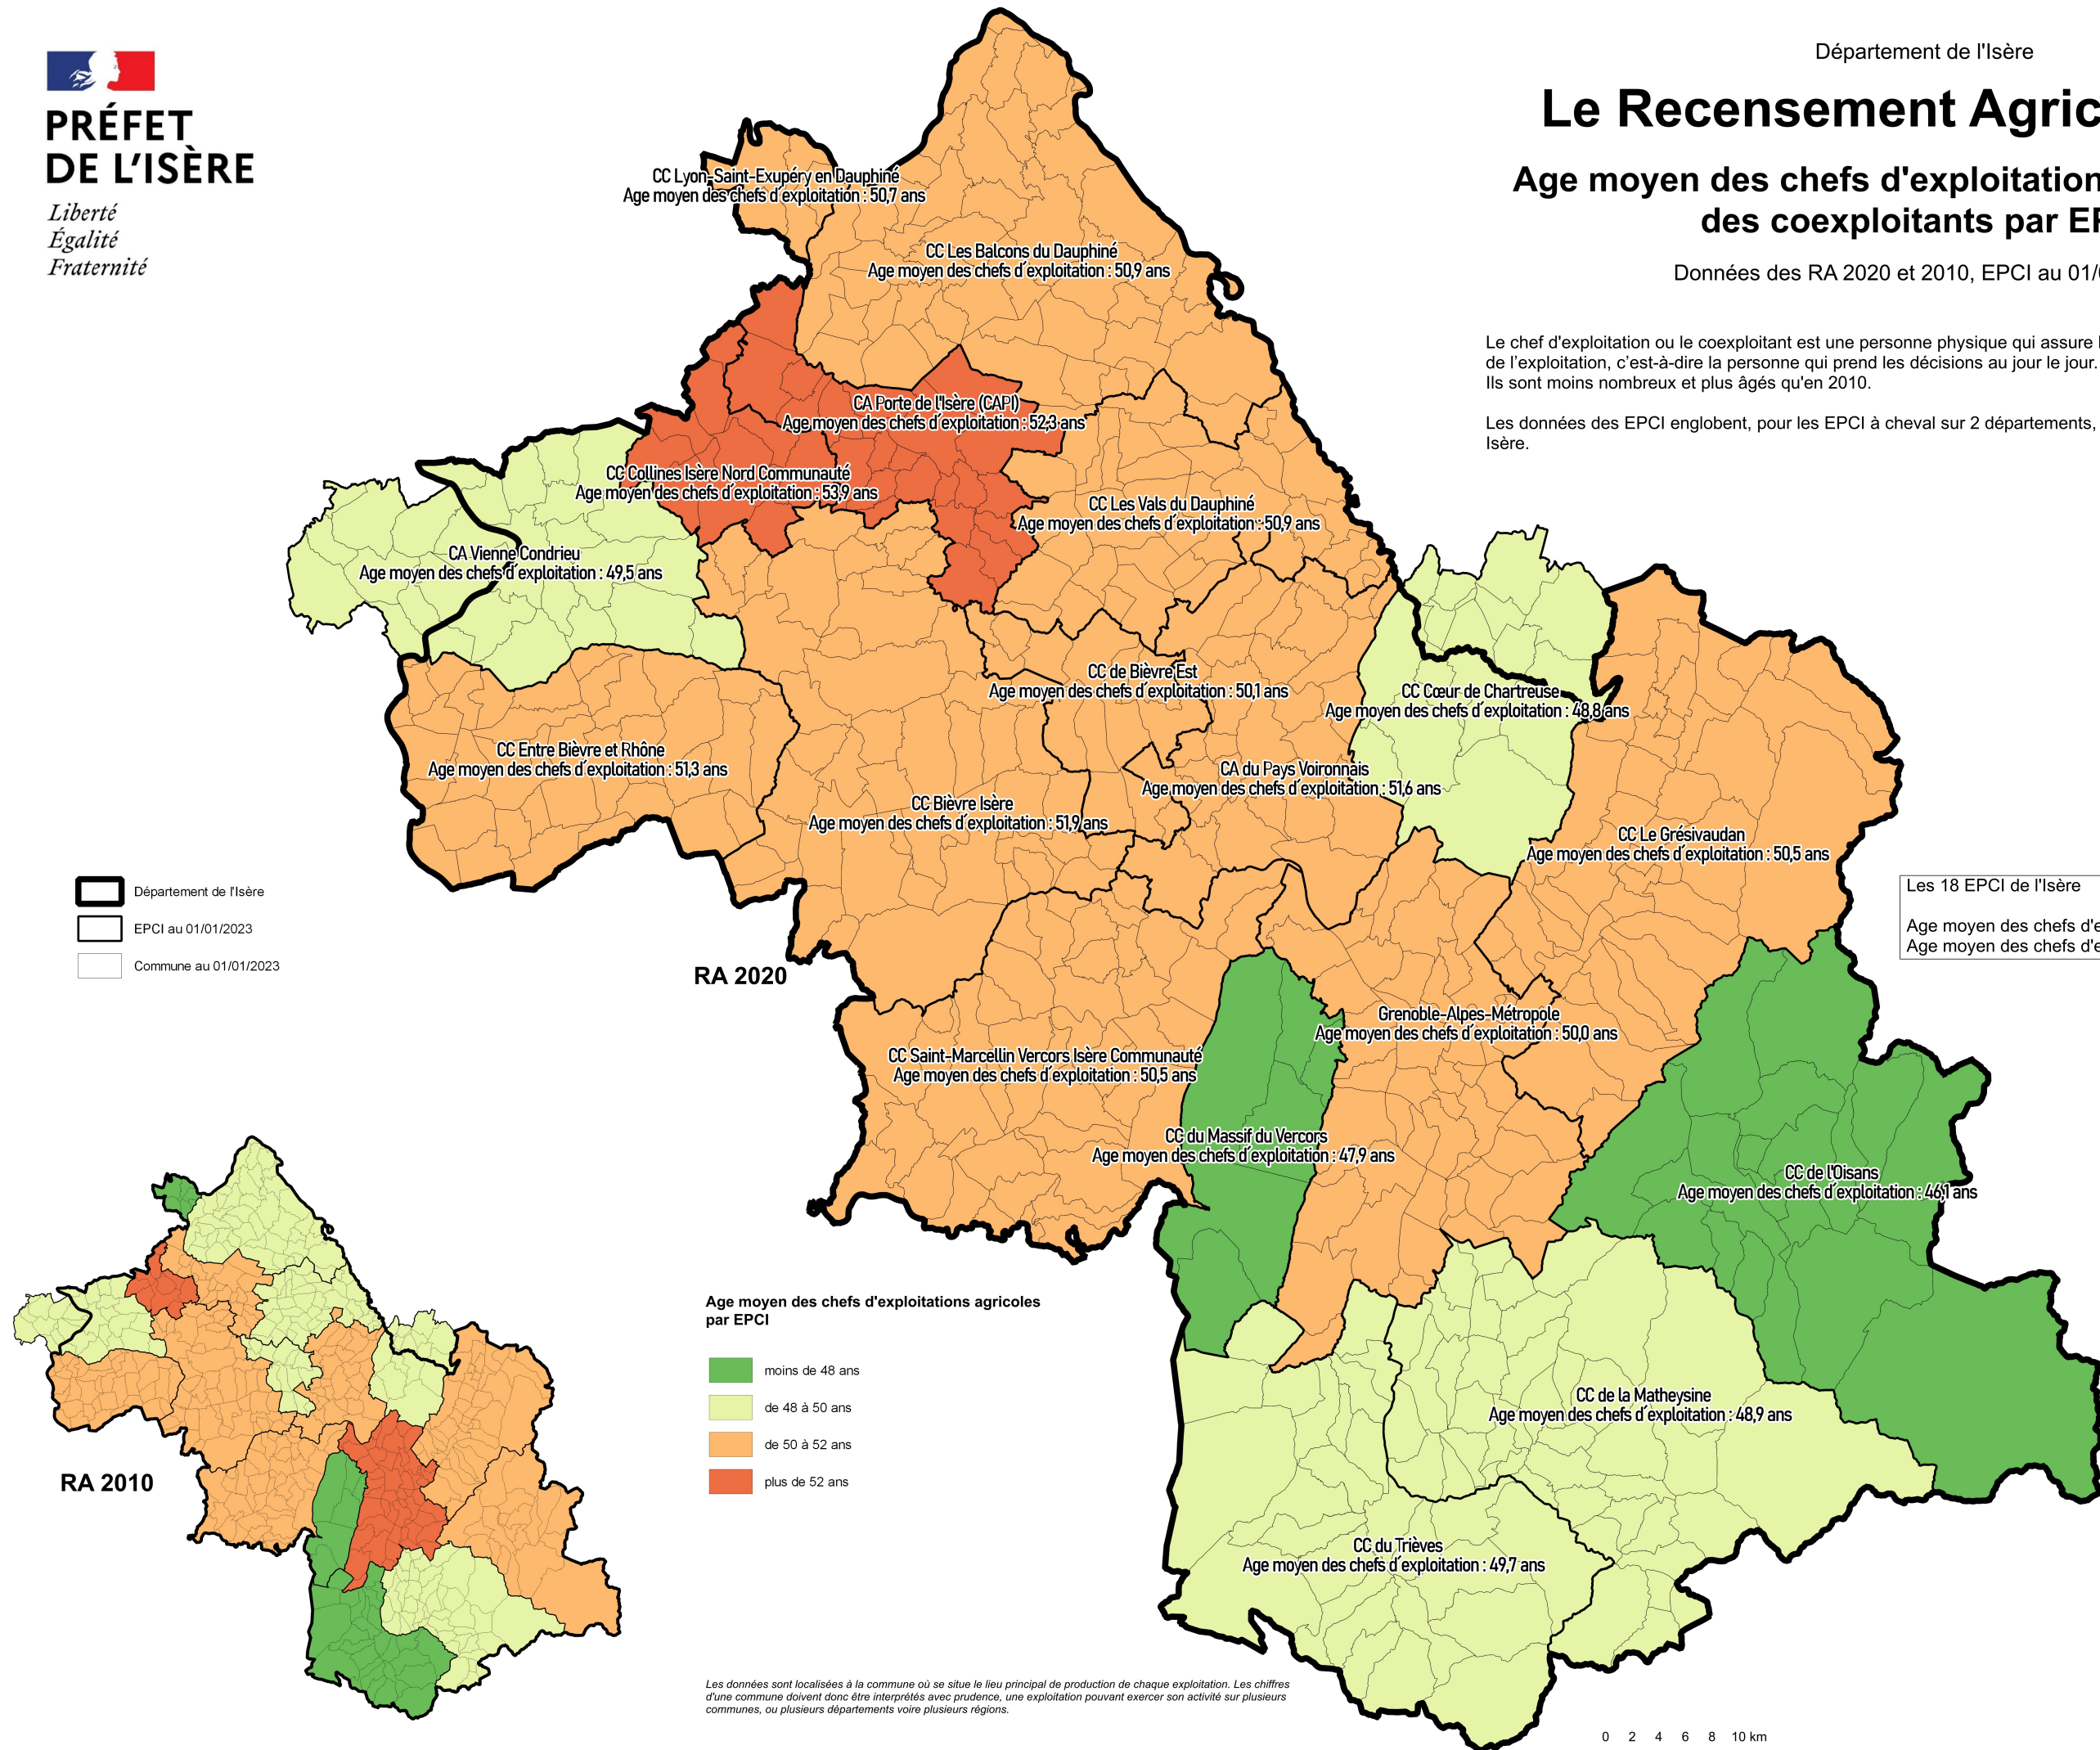 PRÉFET
DE L'ISÈRE
Liberté
Égalité
Fraternité
Département de l'Isère
Le Recensement Agric
Age moyen des chefs d'exploitation
des coexploitants par EP
Données des RA 2020 et 2010, EPCI au 01/
Le chef d'exploitation ou le coexploitant est une personne physique qui assure
de l'exploitation, c'est-à-dire la personne qui prend les décisions au jour le jour.
Ils sont moins nombreux et plus âgés qu'en 2010.
Les données des EPCI englobent, pour les EPCI à cheval sur 2 départements,
Isère.
CC Lyon-Saint-Exupéry en Dauphiné
Age moyen des chefs d'exploitation : 50,7 ans
CC Les Balcons du Dauphiné
Age moyen des chefs d'exploitation : 50,9 ans
CA Porte de l'Isère (CAPI)
Age moyen des chefs d'exploitation : 52,3 ans
CC Collines Isère Nord Communauté
Age moyen des chefs d'exploitation : 53,9 ans
CC Les Vals du Dauphiné
Age moyen des chefs d'exploitation : 50,9 ans
CA Vienne Condrieu
Age moyen des chefs d'exploitation : 49,5 ans
CC de Bièvre Est
Age moyen des chefs d'exploitation : 50,1 ans
CC Cœur de Chartreuse
Age moyen des chefs d'exploitation : 48,8 ans
CC Entre Bièvre et Rhône
Age moyen des chefs d'exploitation : 51,3 ans
CA du Pays Voironnais
Age moyen des chefs d'exploitation : 51,6 ans
CC Bièvre Isère
Age moyen des chefs d'exploitation : 51,9 ans
CC Le Grésivaudan
Age moyen des chefs d'exploitation : 50,5 ans
Département de l'Isère
EPCI au 01/01/2023
Commune au 01/01/2023
Les 18 EPCI de l'Isère
Age moyen des chefs d'e
Age moyen des chefs d'e
RA 2020
Grenoble-Alpes-Métropole
Age moyen des chefs d'exploitation : 50,0 ans
CC Saint-Marcellin Vercors Isère Communauté
Age moyen des chefs d'exploitation : 50,5 ans
CC du Massif du Vercors
Age moyen des chefs d'exploitation : 47,9 ans
CC de l'Oisans
Age moyen des chefs d'exploitation : 46,1 ans
Age moyen des chefs d'exploitations agricoles
par EPCI
moins de 48 ans
de 48 à 50 ans
de 50 à 52 ans
plus de 52 ans
CC de la Matheysine
Age moyen des chefs d'exploitation : 48,9 ans
RA 2010
CC du Trièves
Age moyen des chefs d'exploitation : 49,7 ans
Les données sont localisées à la commune où se situe le lieu principal de production de chaque exploitation. Les chiffres
d'une commune doivent donc être interprétés avec prudence, une exploitation pouvant exercer son activité sur plusieurs
communes, ou plusieurs départements voire plusieurs régions.
0 2 4 6 8 10 km